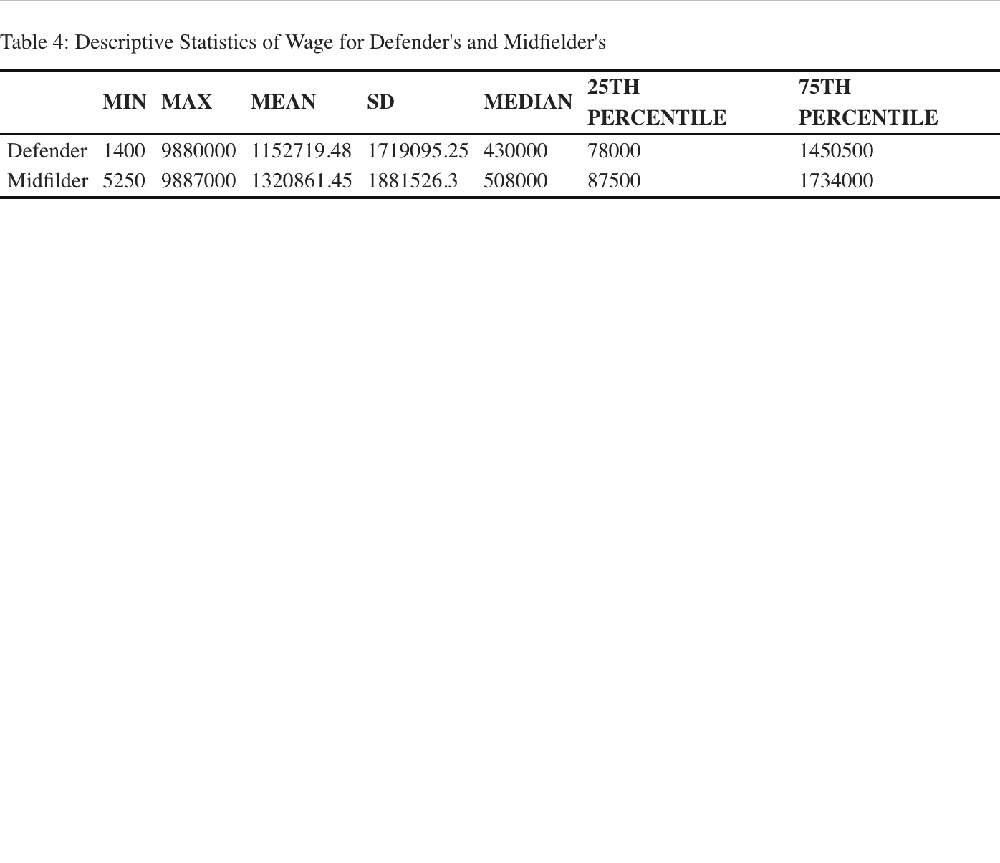 Table 4: Descriptive Statistics of Wage for Defender's and Midfielder's
MIN MAX MEAN SD MEDIAN 25TH PERCENTILE 75TH PERCENTILE
Defender 1400 9880000 1152719.48 1719095.25 430000 78000 1450500
Midfilder 5250 9887000 1320861.45 1881526.3 508000 87500 1734000